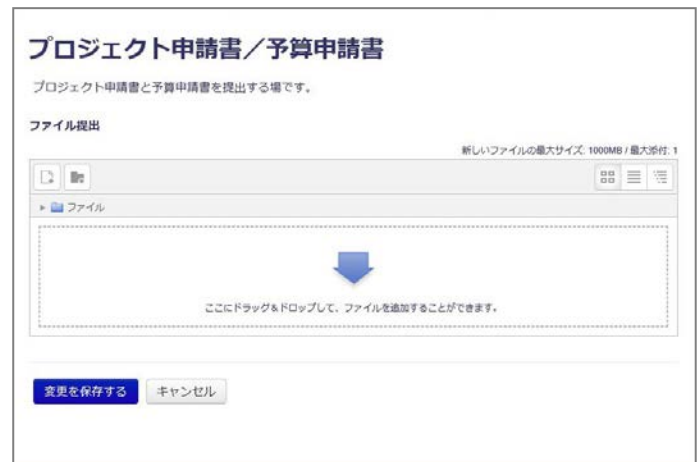 プロジェクト申請書／予算申請書
プロジェクト申請書と予算申請書を提出する場です。
ファイル提出
新しいファイルの最大サイズ: 1000MB / 最大添付: 1
ファイル
ここにドラッグ&ドロップして、ファイルを追加することができます。
変更を保存する キャンセル